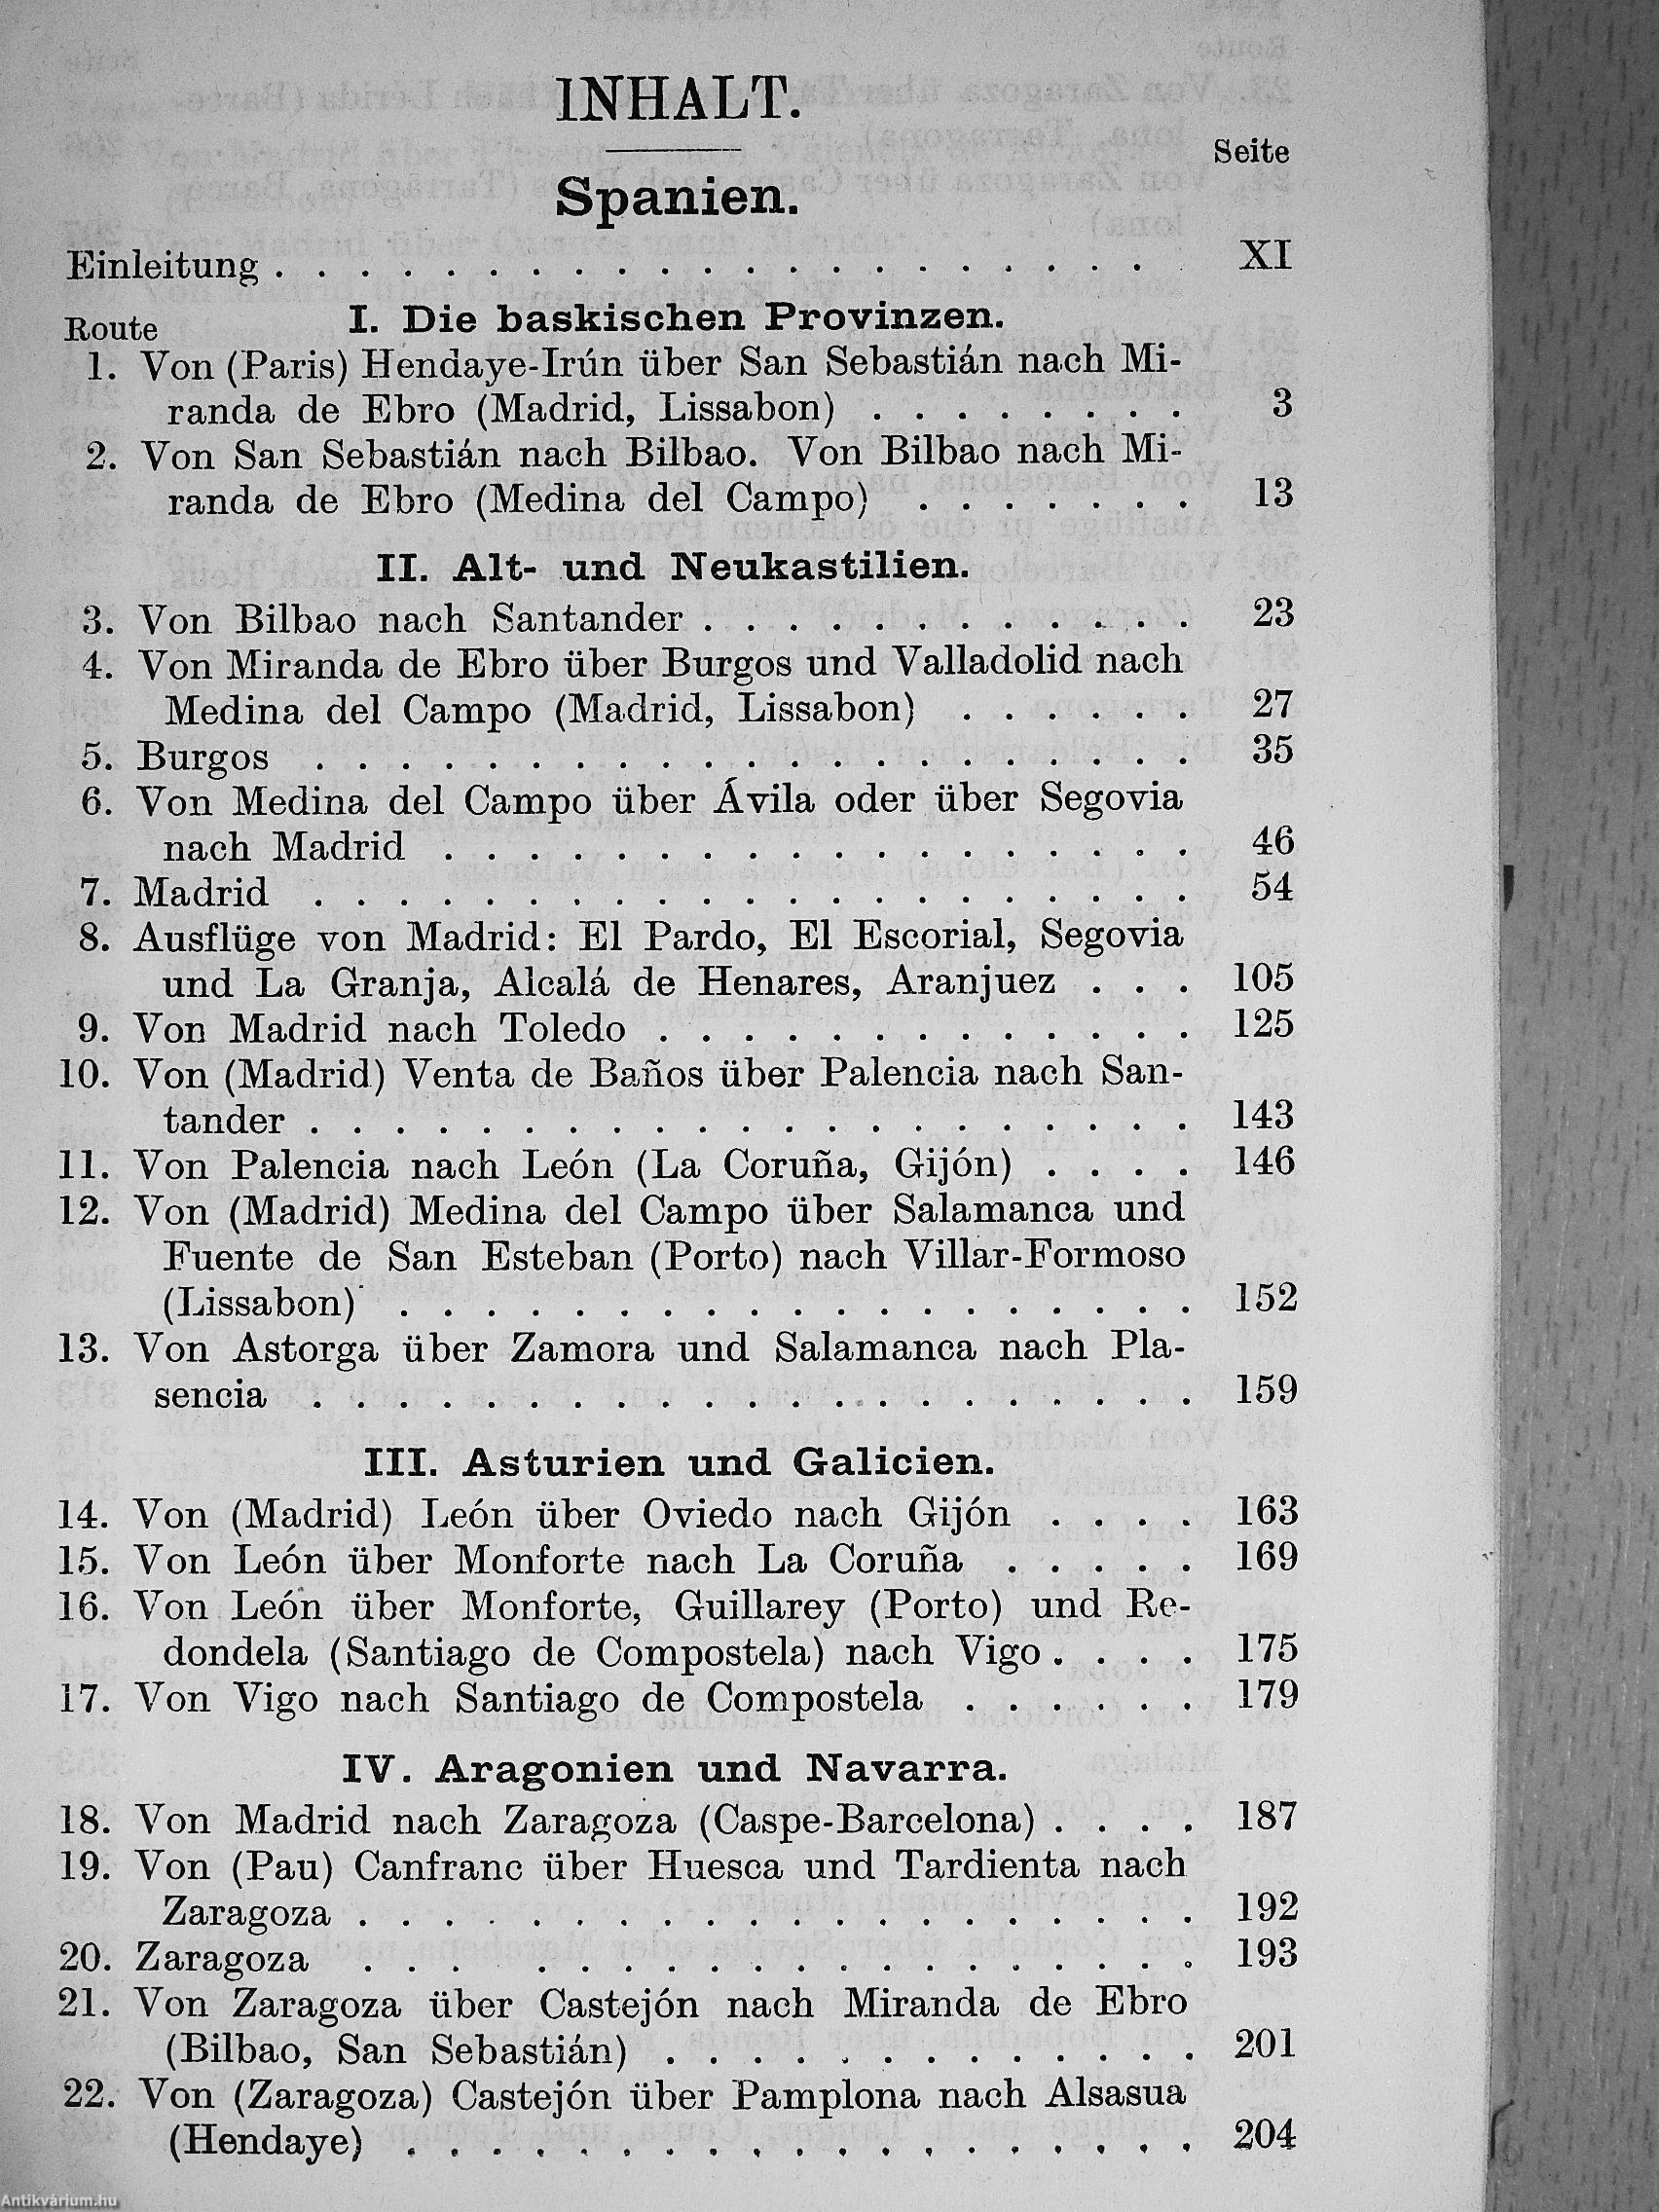 INHALT.
Seite
Spanien.
Einleitung . . . . . . . . . . . . . . . . . . . . . XI
Route
I. Die baskischen Provinzen.
1. Von (Paris) Hendaye-Irún über San Sebastián nach Mi-
randa de Ebro (Madrid, Lissabon) . . . . . . . . 3
2. Von San Sebastián nach Bilbao. Von Bilbao nach Mi-
randa de Ebro (Medina del Campo) . . . . . . . 13
II. Alt- und Neukastilien.
3. Von Bilbao nach Santander . . . . . . . . . . . . 23
4. Von Miranda de Ebro über Burgos und Valladolid nach
Medina del Campo (Madrid, Lissabon) . . . . . . 27
5. Burgos . . . . . . . . . . . . . . . . . . . . . 35
6. Von Medina del Campo über Ávila oder über Segovia
nach Madrid . . . . . . . . . . . . . . . . . . 46
7. Madrid . . . . . . . . . . . . . . . . . . . . . 54
8. Ausflüge von Madrid: El Pardo, El Escorial, Segovia
und La Granja, Alcalá de Henares, Aranjuez . . . 105
9. Von Madrid nach Toledo . . . . . . . . . . . . . 125
10. Von (Madrid) Venta de Baños über Palencia nach San-
tander . . . . . . . . . . . . . . . . . . . . . 143
11. Von Palencia nach León (La Coruña, Gijón) . . . . 146
12. Von (Madrid) Medina del Campo über Salamanca und
Fuente de San Esteban (Porto) nach Villar-Formoso
(Lissabon) . . . . . . . . . . . . . . . . . . . 152
13. Von Astorga über Zamora und Salamanca nach Pla-
sencia . . . . . . . . . . . . . . . . . . . . . 159
III. Asturien und Galicien.
14. Von (Madrid) León über Oviedo nach Gijón . . . . 163
15. Von León über Monforte nach La Coruña . . . . . 169
16. Von León über Monforte, Guillarey (Porto) und Re-
dondela (Santiago de Compostela) nach Vigo . . . . 175
17. Von Vigo nach Santiago de Compostela . . . . . . 179
IV. Aragonien und Navarra.
18. Von Madrid nach Zaragoza (Caspe-Barcelona) . . . . 187
19. Von (Pau) Canfranc über Huesca und Tardienta nach
Zaragoza . . . . . . . . . . . . . . . . . . . . 192
20. Zaragoza . . . . . . . . . . . . . . . . . . . 193
21. Von Zaragoza über Castejón nach Miranda de Ebro
(Bilbao, San Sebastián) . . . . . . . . . . . . . 201
22. Von (Zaragoza) Castejón über Pamplona nach Alsasua
(Hendaye) . . . . . . . . . . . . . . . . . . . 204
Antikvárium.hu